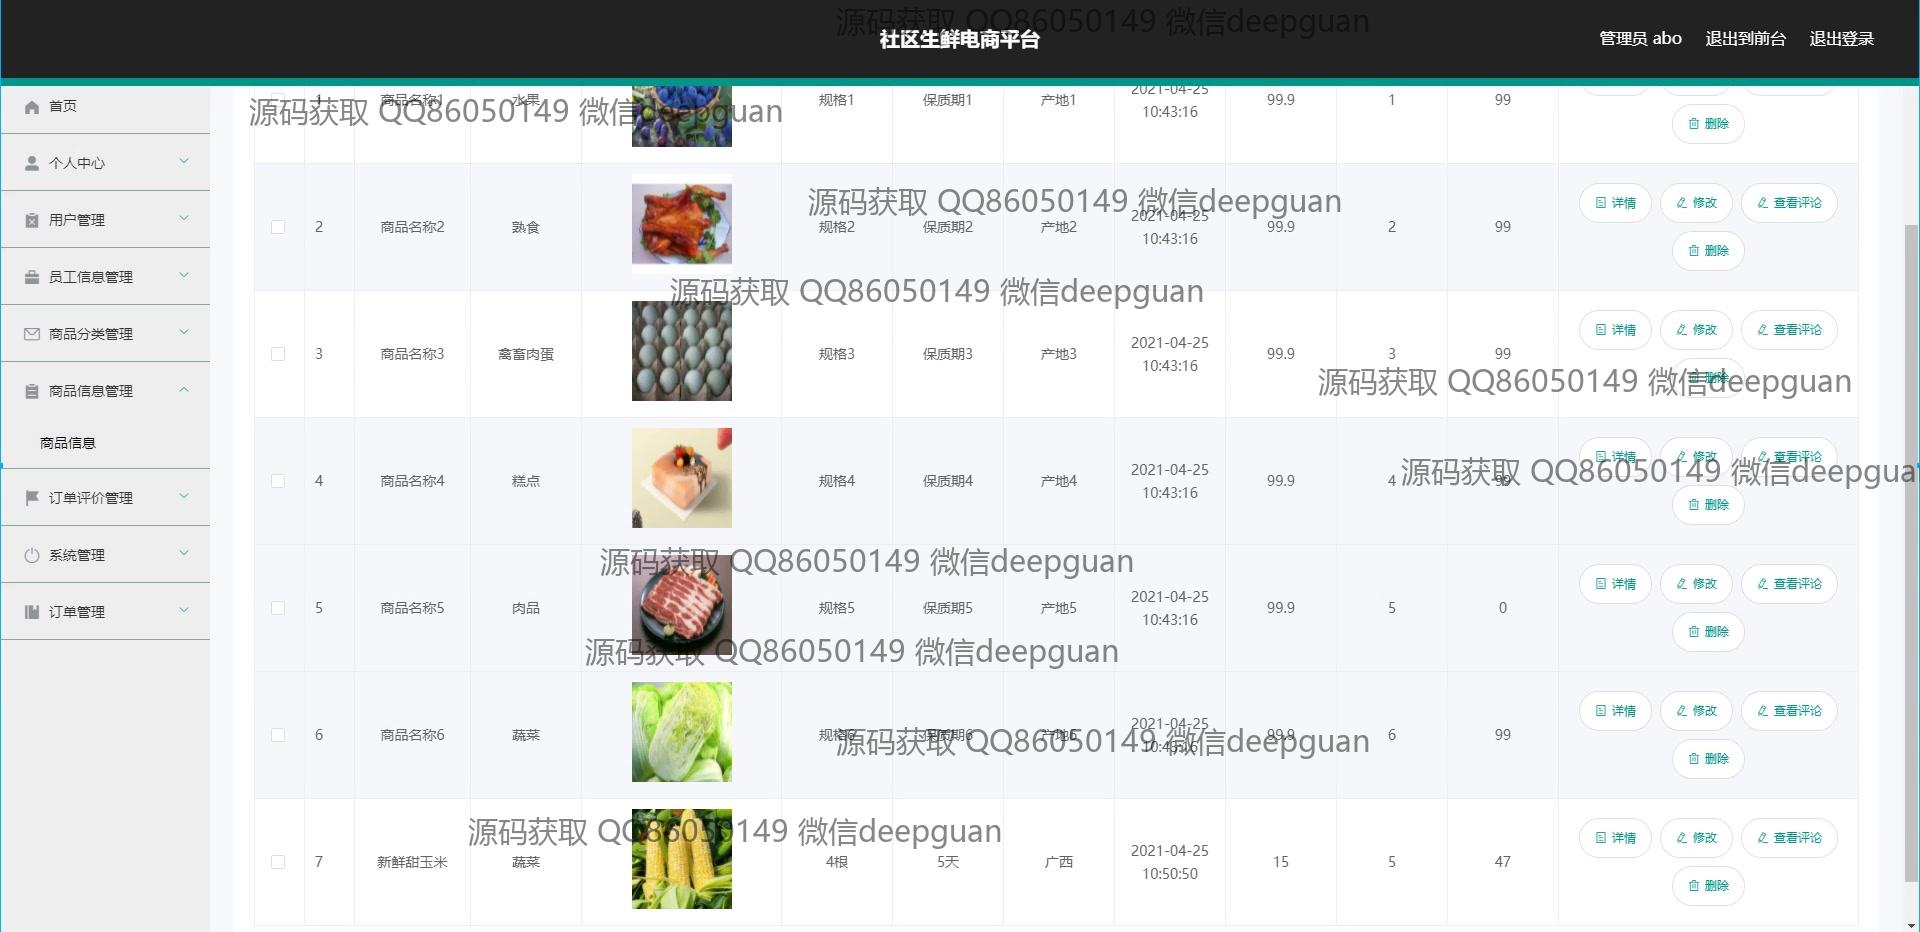 源码获取 QQ86050149 微信deepguan
社区生鲜电商平台
管理员 abo 退出到前台 退出登录
首页
个人中心
用户管理
员工信息管理
商品分类管理
商品信息管理
商品信息
订单评价管理
系统管理
订单管理
源码获取 QQ86050149 微信deepguan
1 商品名称1 水果 规格1 保质期1 产地1 2021-04-25 10:43:16 99.9 1 99
删除
源码获取 QQ86050149 微信deepguan
2 商品名称2 熟食 规格2 保质期2 产地2 2021-04-25 10:43:16 99.9 2 99
详情 修改 查看评论
删除
源码获取 QQ86050149 微信deepguan
3 商品名称3 禽畜肉蛋 规格3 保质期3 产地3 2021-04-25 10:43:16 99.9 3 99
详情 修改 查看评论
删除
源码获取 QQ86050149 微信deepguan
4 商品名称4 糕点 规格4 保质期4 产地4 2021-04-25 10:43:16 99.9 4 99
详情 修改 查看评论
删除
源码获取 QQ86050149 微信deepgua
源码获取 QQ86050149 微信deepguan
5 商品名称5 肉品 规格5 保质期5 产地5 2021-04-25 10:43:16 99.9 5 0
详情 修改 查看评论
删除
源码获取 QQ86050149 微信deepguan
6 商品名称6 蔬菜 规格6 保质期6 产地6 2021-04-25 10:43:16 99.9 6 99
详情 修改 查看评论
删除
源码获取 QQ86050149 微信deepguan
源码获取 QQ86050149 微信deepguan
7 新鲜甜玉米 蔬菜 4根 5天 广西 2021-04-25 10:50:50 15 5 47
详情 修改 查看评论
删除